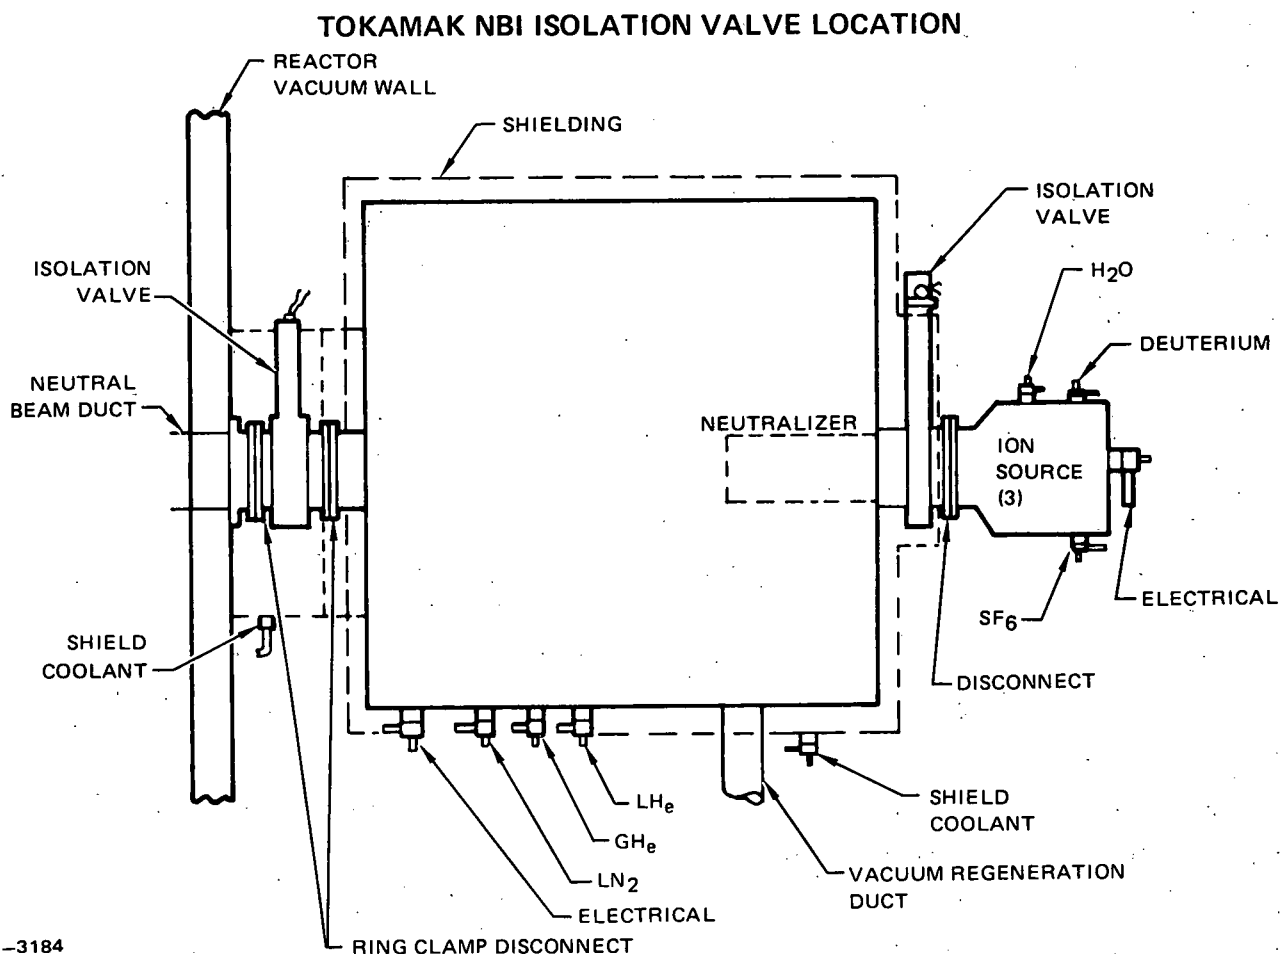 TOKAMAK NBI ISOLATION VALVE LOCATION
REACTOR
VACUUM WALL
SHIELDING
ISOLATION
VALVE
H₂O
DEUTERIUM
ISOLATION
VALVE
NEUTRAL
BEAM DUCT
NEUTRALIZER
ION
SOURCE
(3)
ELECTRICAL
SF₆
DISCONNECT
SHIELD
COOLANT
SHIELD
COOLANT
LHₑ
GHₑ
LN₂
ELECTRICAL
VACUUM REGENERATION
DUCT
RING CLAMP DISCONNECT
–3184